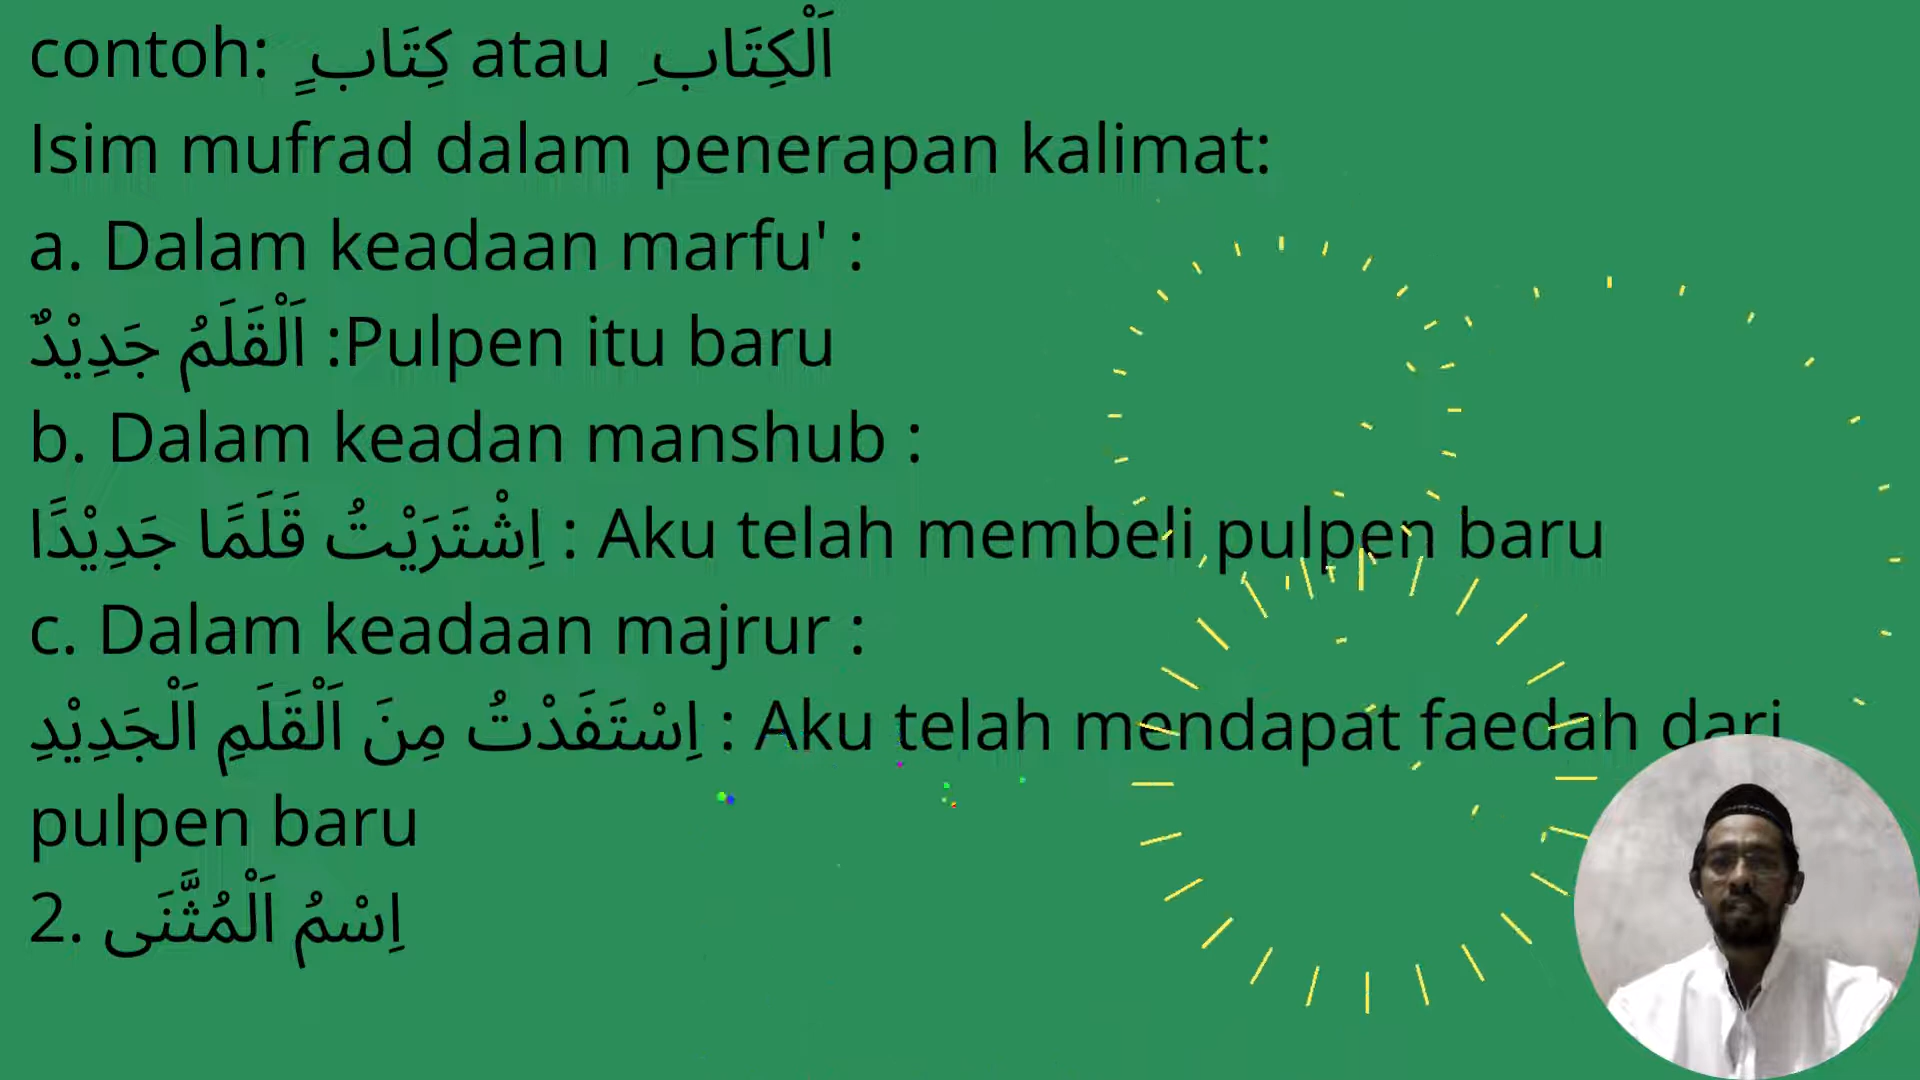 contoh: كِتَاب ٍ atau اَلْكِتَاب ِ
Isim mufrad dalam penerapan kalimat:
a. Dalam keadaan marfu' :
اَلْقَلَمُ جَدِيْدٌ :Pulpen itu baru
b. Dalam keadan manshub :
اِشْتَرَيْتُ قَلَمًا جَدِيْدًا : Aku telah membeli pulpen baru
c. Dalam keadaan majrur :
اِسْتَفَدْتُ مِنَ اَلْقَلَمِ اَلْجَدِيْدِ : Aku telah mendapat faedah dari
pulpen baru
2. اِسْمُ اَلْمُثَّنَى